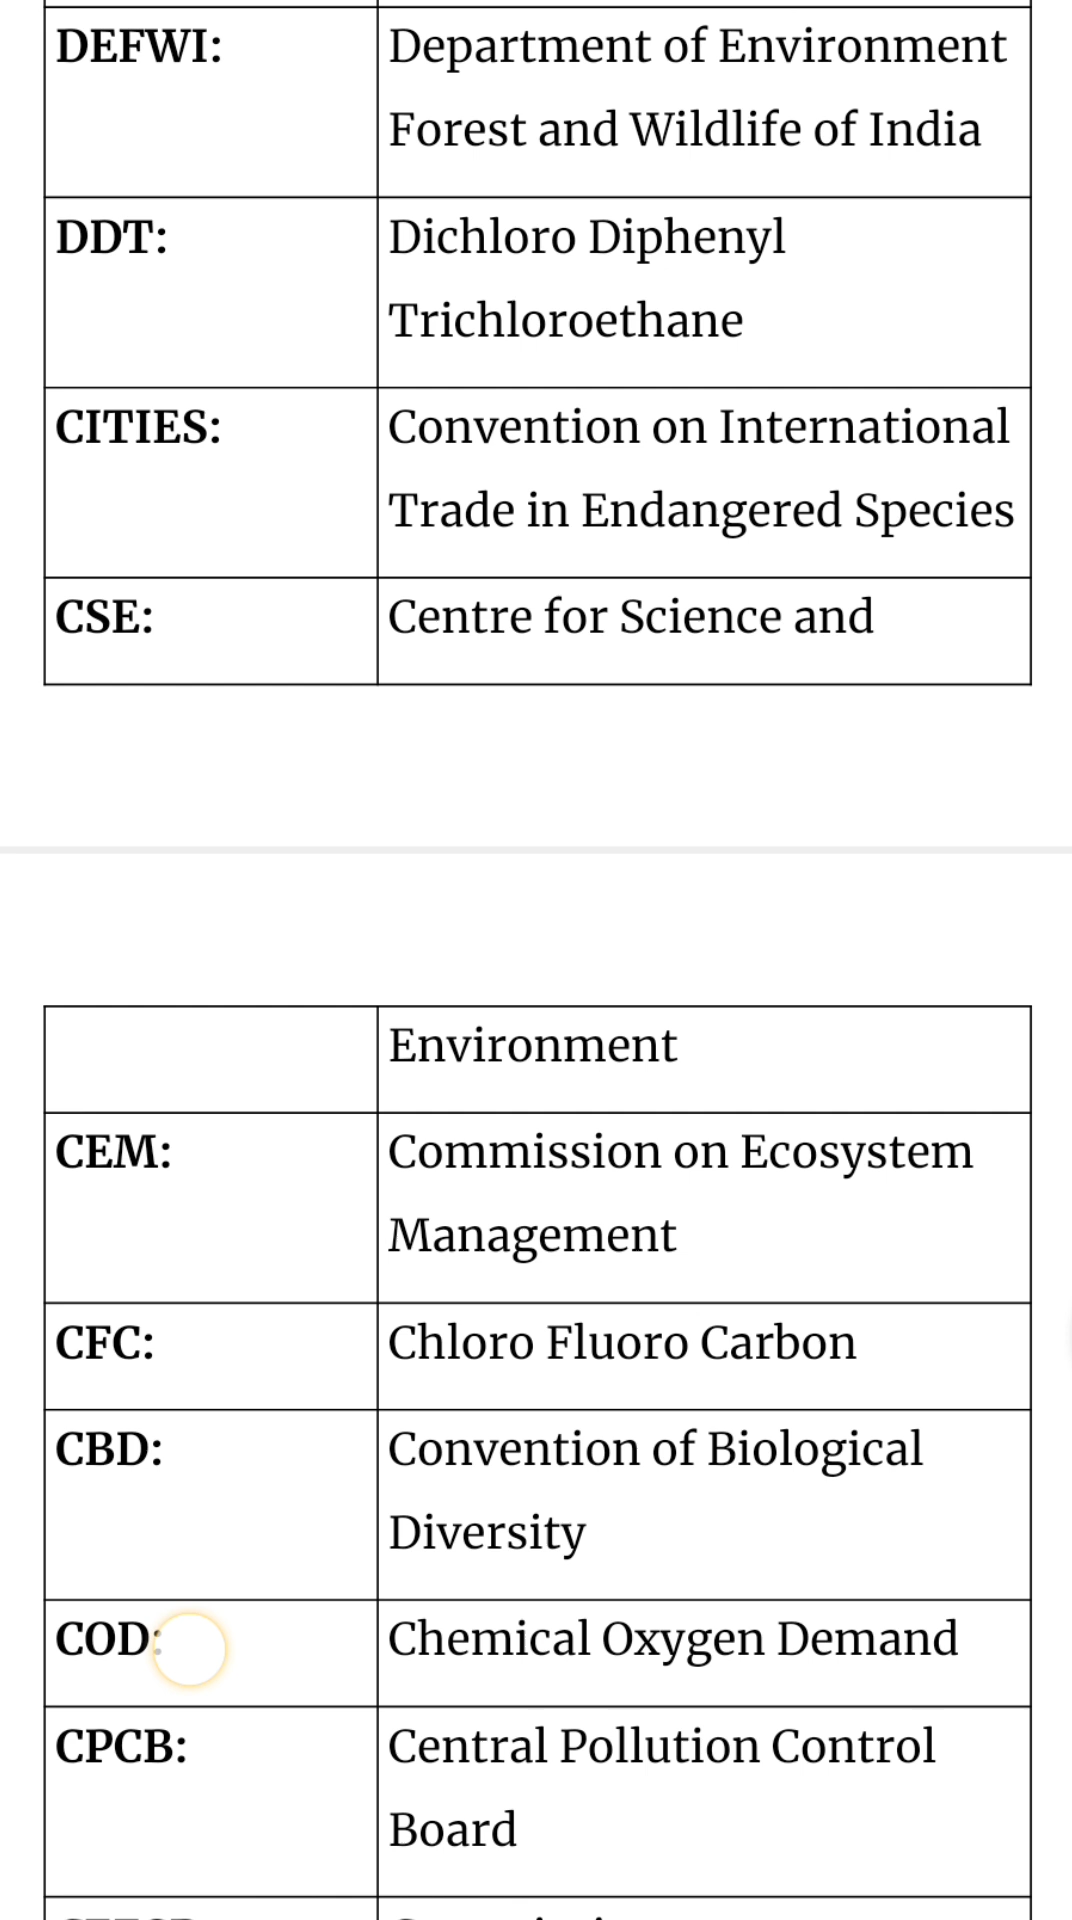 DEFWI: Department of Environment
Forest and Wildlife of India
DDT: Dichloro Diphenyl
Trichloroethane
CITIES: Convention on International
Trade in Endangered Species
CSE: Centre for Science and
Environment
CEM: Commission on Ecosystem
Management
CFC: Chloro Fluoro Carbon
CBD: Convention of Biological
Diversity
COD: Chemical Oxygen Demand
CPCB: Central Pollution Control
Board